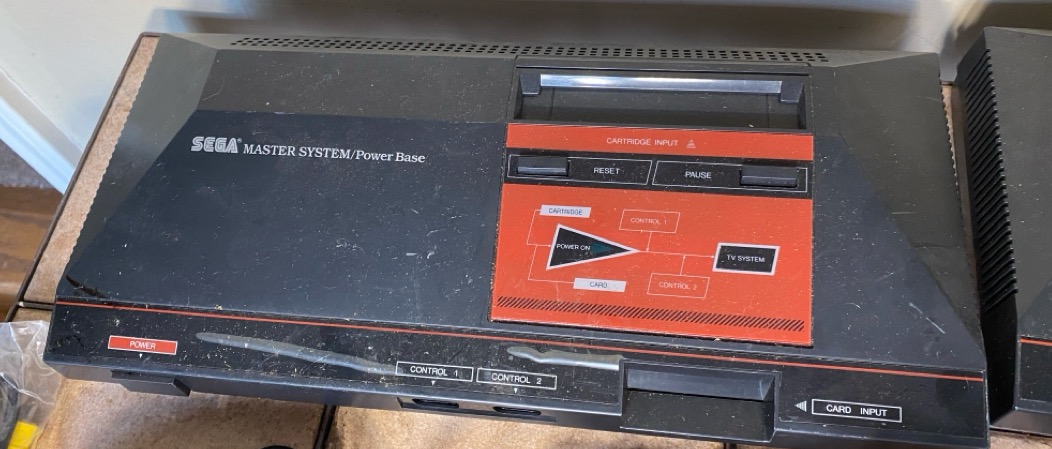 SEGA® MASTER SYSTEM/Power Base
CARTRIDGE INPUT
RESET
PAUSE
CARTRIDGE
CONTROL 1
POWER ON
TV SYSTEM
CARD
CONTROL 2
POWER
CONTROL 1
CONTROL 2
CARD INPUT